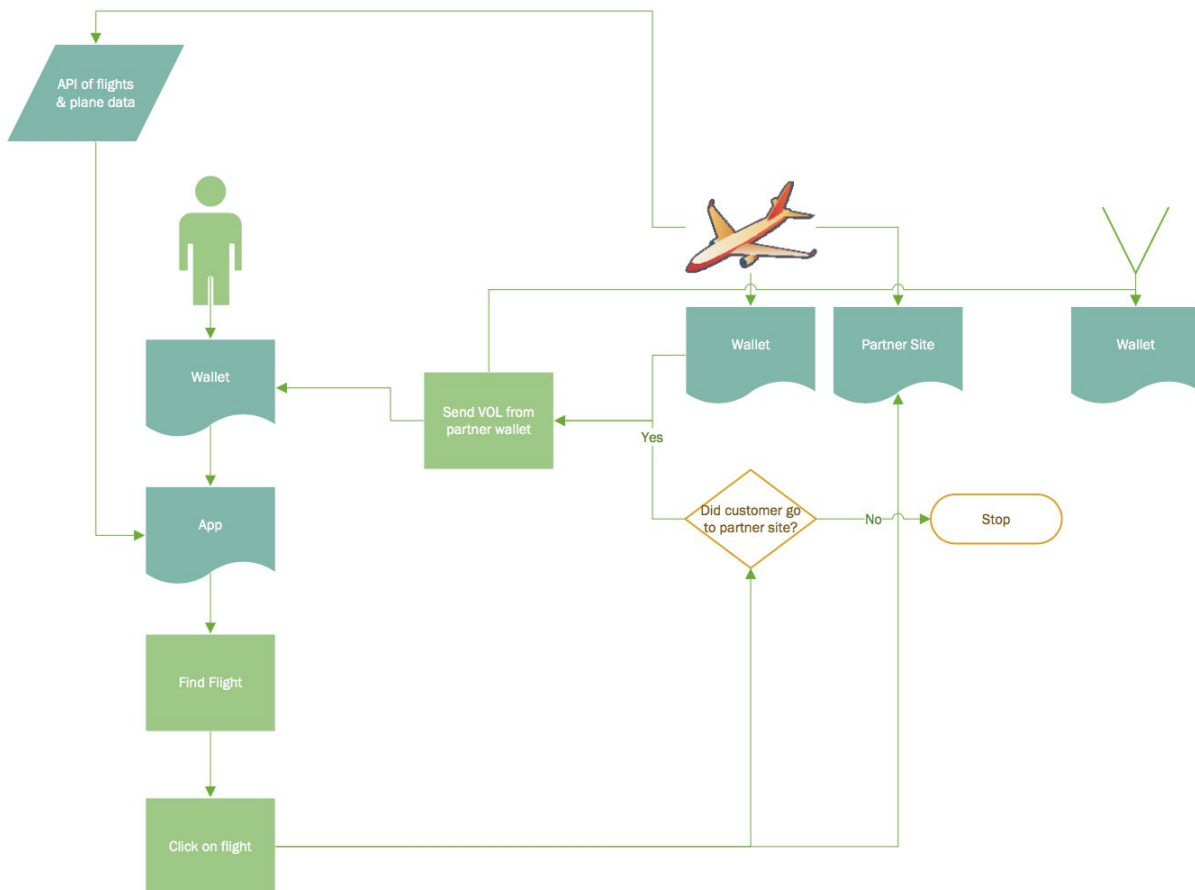 API of flights
& plane data
Wallet
Partner Site
Wallet
Wallet
Send VOL from
partner wallet
Yes
App
Did customer go
to partner site?
No
Stop
Find Flight
Click on flight